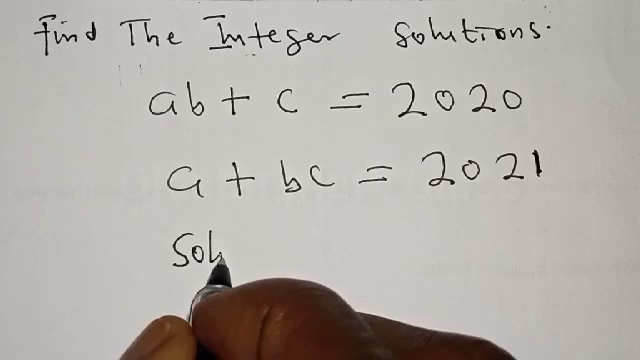 Find The Integer Solutions.
ab + c = 2020
a + bc = 2021
Sol